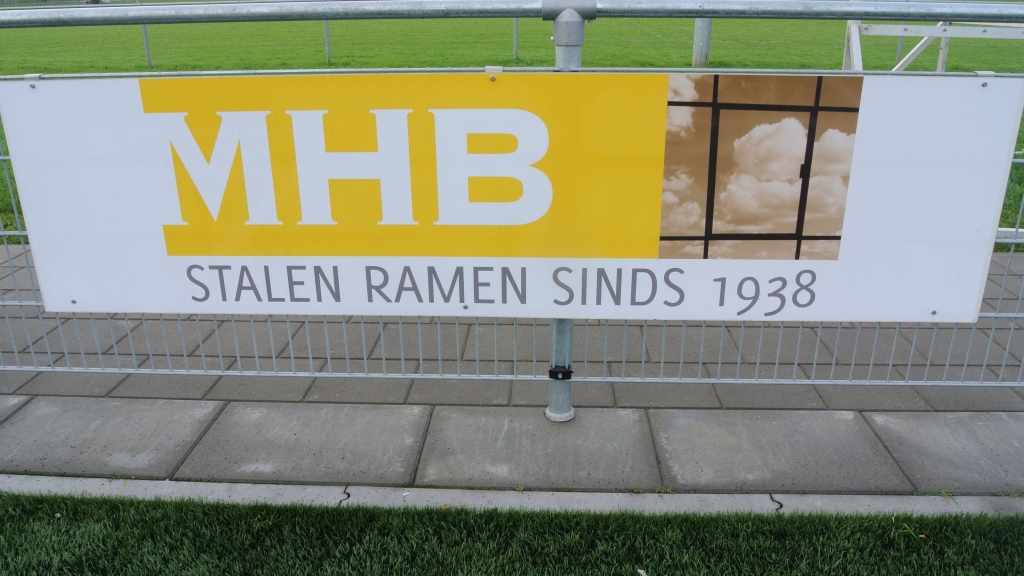 MHB
STALEN RAMEN SINDS 1938